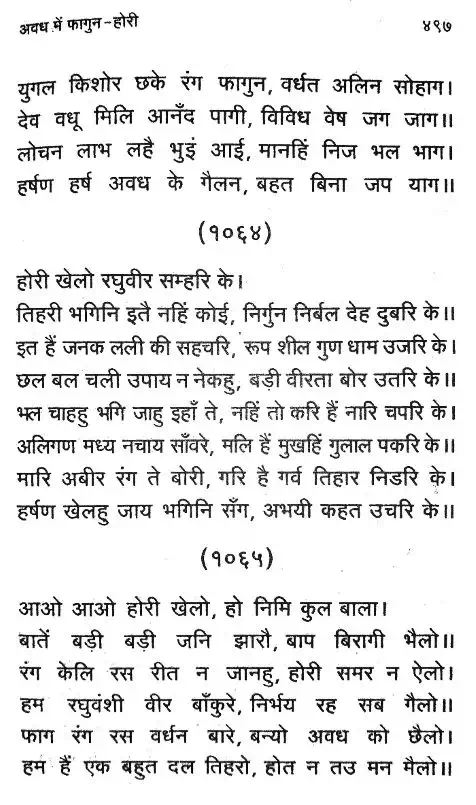 अवध में फागुन-होरी ४९७
युगल किशोर छके रंग फागुन, वर्धत अलिन सोहाग।
देव वधू मिलि आनँद पागी, विविध वेष जग जाग॥
लोचन लाभ लहै भुइं आई, मानहिं निज भल भाग।
हर्षण हर्ष अवध के गैलन, बहत बिना जप याग॥
(१०६४)
होरी खेलो रघुवीर सम्हरि के।
तिहरी भगिनि इतै नहिं कोई, निर्गुन निर्बल देह दुबरि के॥
इत हैं जनक लली की सहचरि, रूप शील गुण धाम उजरि के।
छल बल चली उपाय न नेकहु, बड़ी वीरता बोर उतरि के॥
भल चाहहु भगि जाहु इहाँ ते, नहिं तो करि हैं नारि चपरि के।
अलिगण मध्य नचाय साँवरे, मलि हैं मुखहिं गुलाल पकरि के॥
मारि अबीर रंग ते बोरी, गरि है गर्व तिहार निडरि के।
हर्षण खेलहु जाय भगिनि सँग, अभयी कहत उचरि के॥
(१०६५)
आओ आओ होरी खेलो, हो निमि कुल बाला।
बातें बड़ी बड़ी जनि झारौ, बाप बिरागी भैलो॥
रंग केलि रस रीत न जानहु, होरी समर न ऐलो।
हम रघुवंशी वीर बाँकुरे, निर्भय रह सब गैलो॥
फाग रंग रस वर्धन बारे, बन्यो अवध को छैलो।
हम हैं एक बहुत दल तिहरो, होत न तउ मन मैलो॥